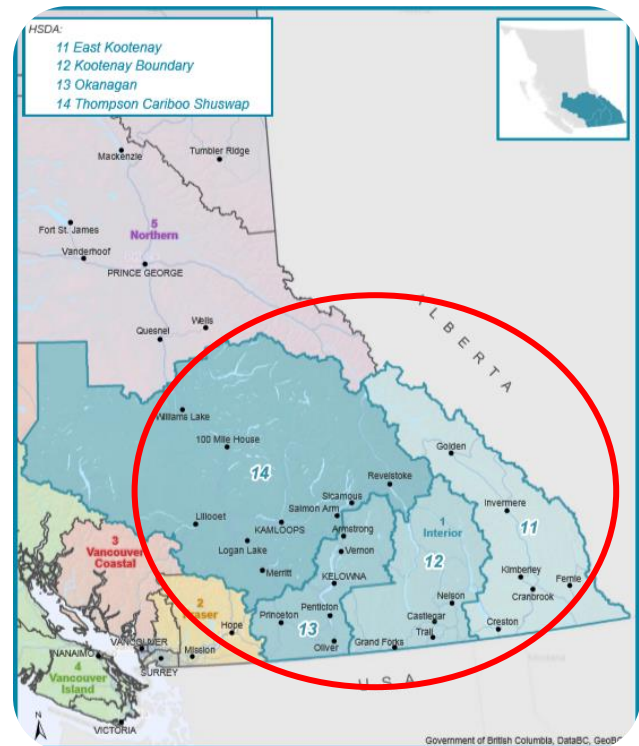 HSDA:
11 East Kootenay
12 Kootenay Boundary
13 Okanagan
14 Thompson Cariboo Shuswap
Mackenzie
Tumbler Ridge
Fort St. James
5
Northern
Vanderhoof
PRINCE GEORGE
Wells
Quesnel
ALBERTA
Williams Lake
100 Mile House
Golden
14
Revelstoke
Sicamous
Invermere
Lillooet
Salmon Arm
1
Interior
11
KAMLOOPS
Armstrong
3
Vancouver
Coastal
Logan Lake
Vernon
12
Merritt
Kimberley
Fernie
KELOWNA
Cranbrook
2
Fraser
Nelson
Princeton
Penticton
Castlegar
Creston
Hope
13
Trail
VANCOUVER
Oliver
Grand Forks
NANAIMO
Mission
SURREY
4
Vancouver
Island
USA
N
VICTORIA
Government of British Columbia, DataBC, GeoBC